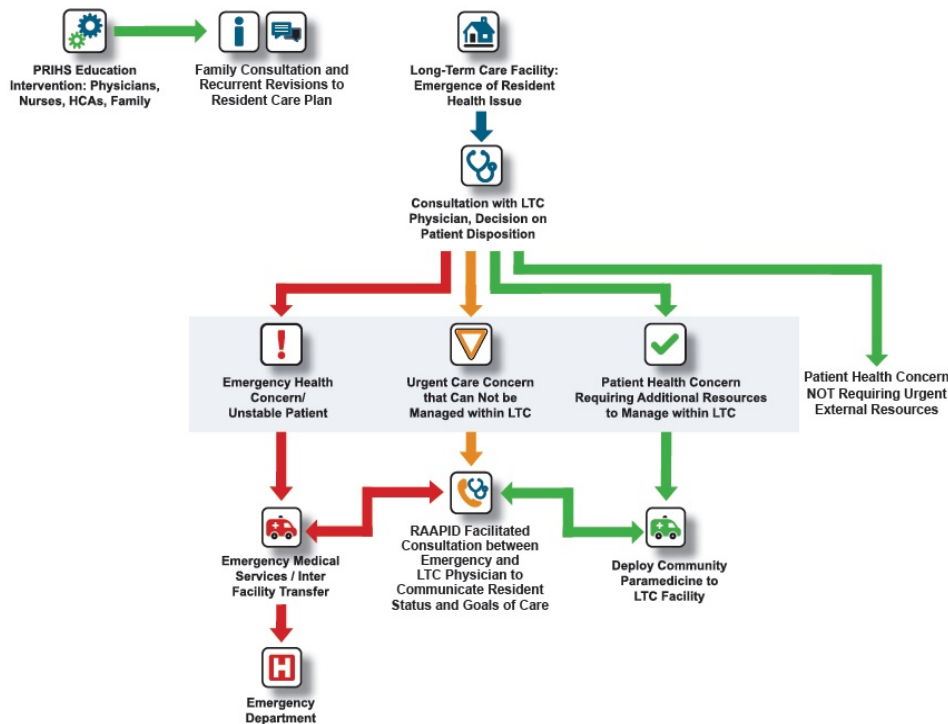 PRIHS Education
Intervention: Physicians,
Nurses, HCAs, Family
Family Consultation and
Recurrent Revisions to
Resident Care Plan
Long-Term Care Facility:
Emergence of Resident
Health Issue
Consultation with LTC
Physician, Decision on
Patient Disposition
Emergency Health
Concern/
Unstable Patient
Urgent Care Concern
that Can Not be
Managed within LTC
Patient Health Concern
Requiring Additional Resources
to Manage within LTC
Patient Health Concern
NOT Requiring Urgent
External Resources
Emergency Medical
Services / Inter
Facility Transfer
RAAPID Facilitated
Consultation between
Emergency and
LTC Physician to
Communicate Resident
Status and Goals of Care
Deploy Community
Paramedicine to
LTC Facility
H
Emergency
Department